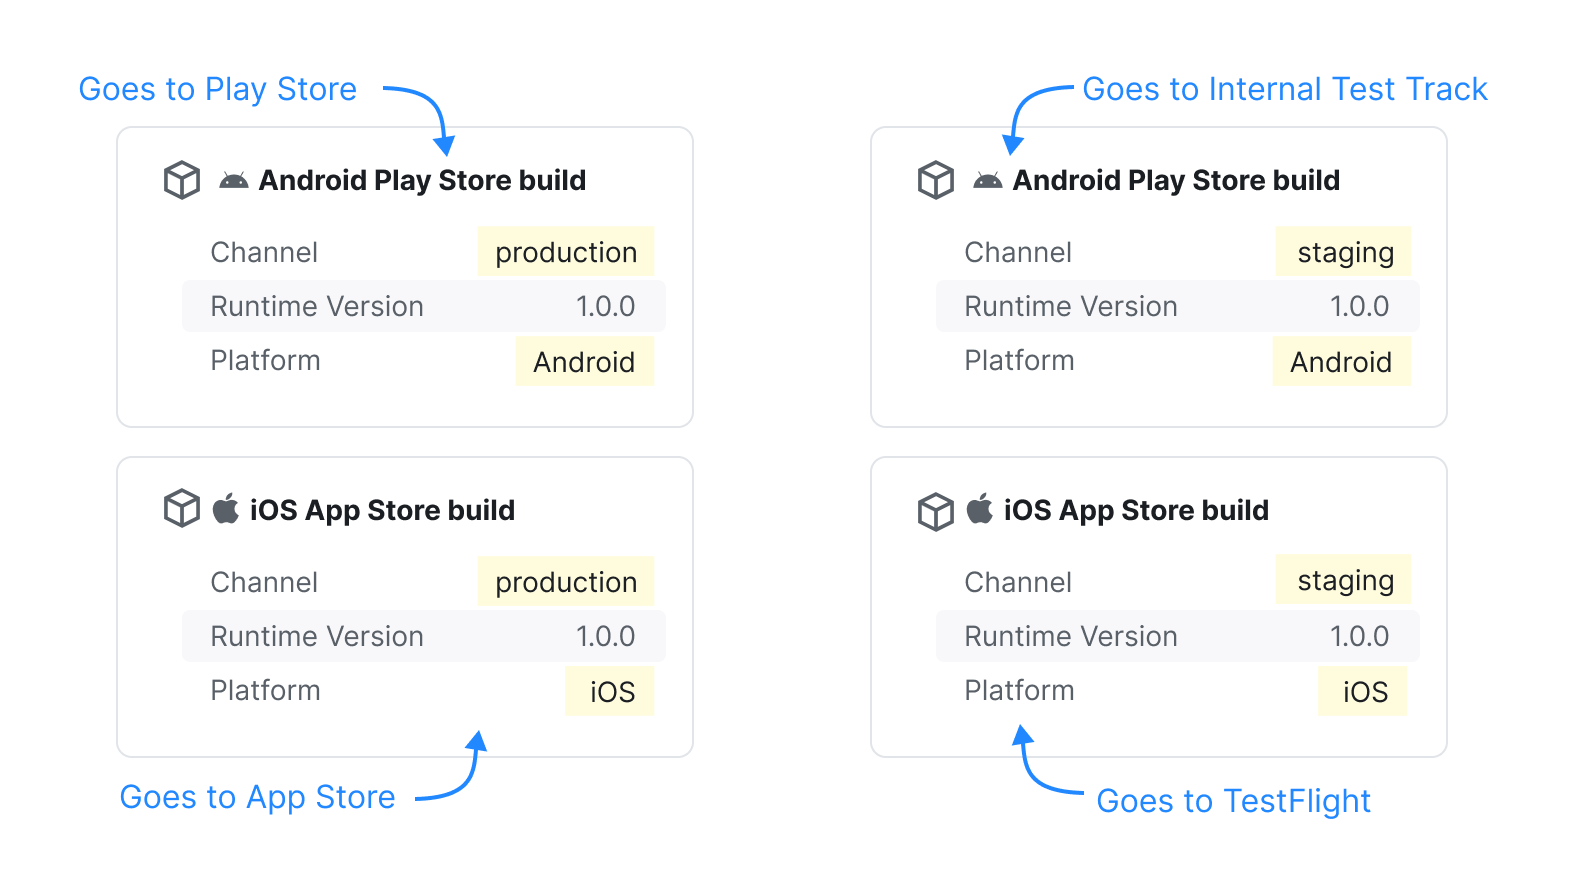 Goes to Play Store
Android Play Store build
Channel production
Runtime Version 1.0.0
Platform Android
Goes to Internal Test Track
Android Play Store build
Channel staging
Runtime Version 1.0.0
Platform Android
iOS App Store build
Channel production
Runtime Version 1.0.0
Platform iOS
Goes to App Store
iOS App Store build
Channel staging
Runtime Version 1.0.0
Platform iOS
Goes to TestFlight